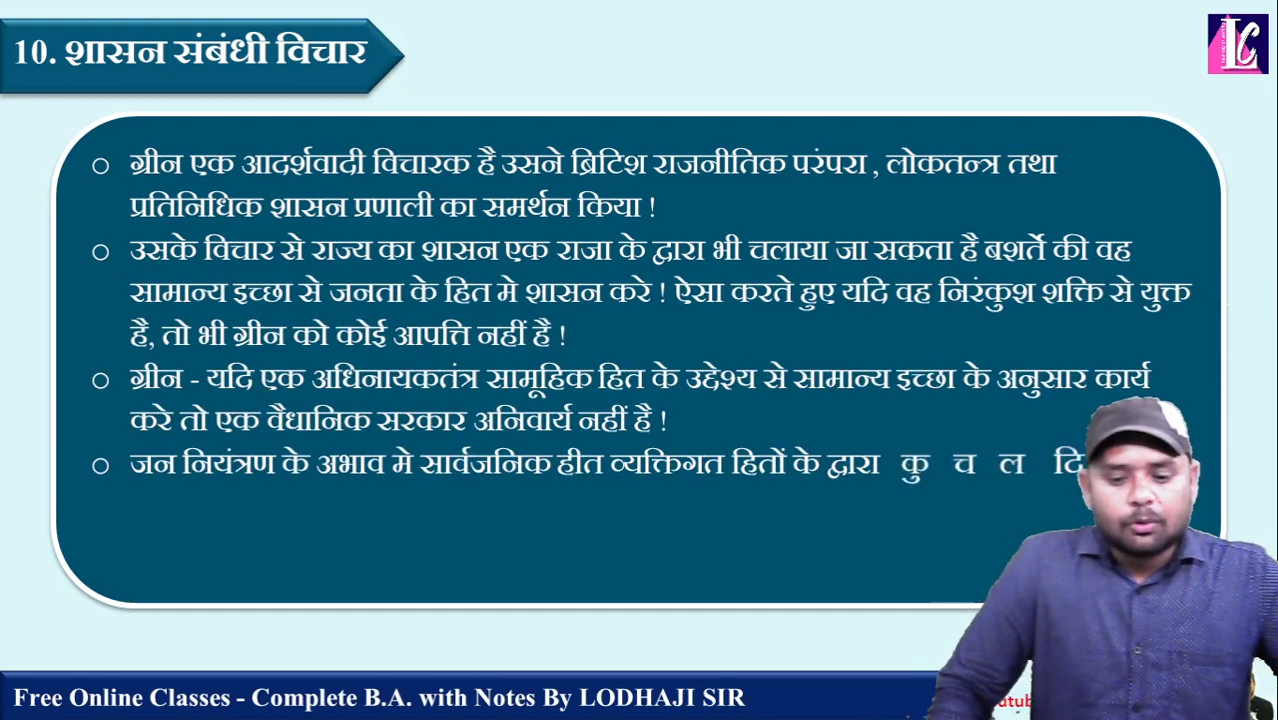 10. शासन संबंधी विचार
LC
ग्रीन एक आदर्शवादी विचारक है उसने ब्रिटिश राजनीतिक परंपरा , लोकतन्त्र तथा
प्रतिनिधिक शासन प्रणाली का समर्थन किया !
उसके विचार से राज्य का शासन एक राजा के द्वारा भी चलाया जा सकता है बशर्ते की वह
सामान्य इच्छा से जनता के हित मे शासन करे ! ऐसा करते हुए यदि वह निरंकुश शक्ति से युक्त
है, तो भी ग्रीन को कोई आपत्ति नहीं है !
ग्रीन - यदि एक अधिनायकतंत्र सामूहिक हित के उद्देश्य से सामान्य इच्छा के अनुसार कार्य
करे तो एक वैधानिक सरकार अनिवार्य नहीं है !
जन नियंत्रण के अभाव मे सार्वजनिक हीत व्यक्तिगत हितों के द्वारा कु च ल दि
Free Online Classes - Complete B.A. with Notes By LODHAJI SIR